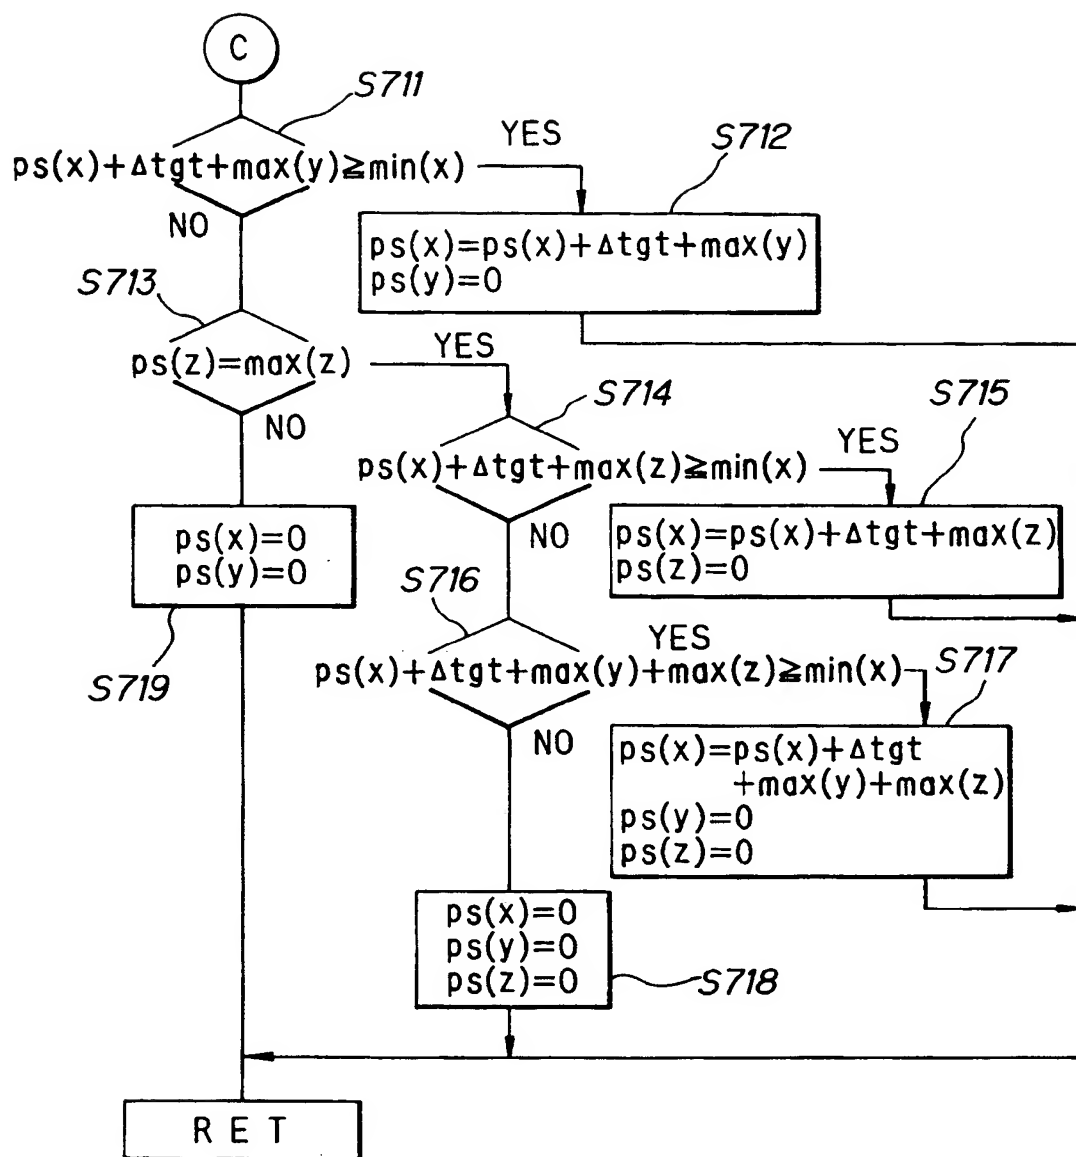 C
S711
ps(x)+Δtgt+max(y)≧min(x)
YES
S712
NO
ps(x)=ps(x)+Δtgt+max(y)
ps(y)=0
S713
ps(z)=max(z)
YES
NO
S714
S715
ps(x)+Δtgt+max(z)≧min(x)
YES
NO
ps(x)=ps(x)+Δtgt+max(z)
ps(z)=0
ps(x)=0
ps(y)=0
S719
S716
ps(x)+Δtgt+max(y)+max(z)≧min(x)
YES
S717
NO
ps(x)=ps(x)+Δtgt
+max(y)+max(z)
ps(y)=0
ps(z)=0
ps(x)=0
ps(y)=0
ps(z)=0
S718
RET